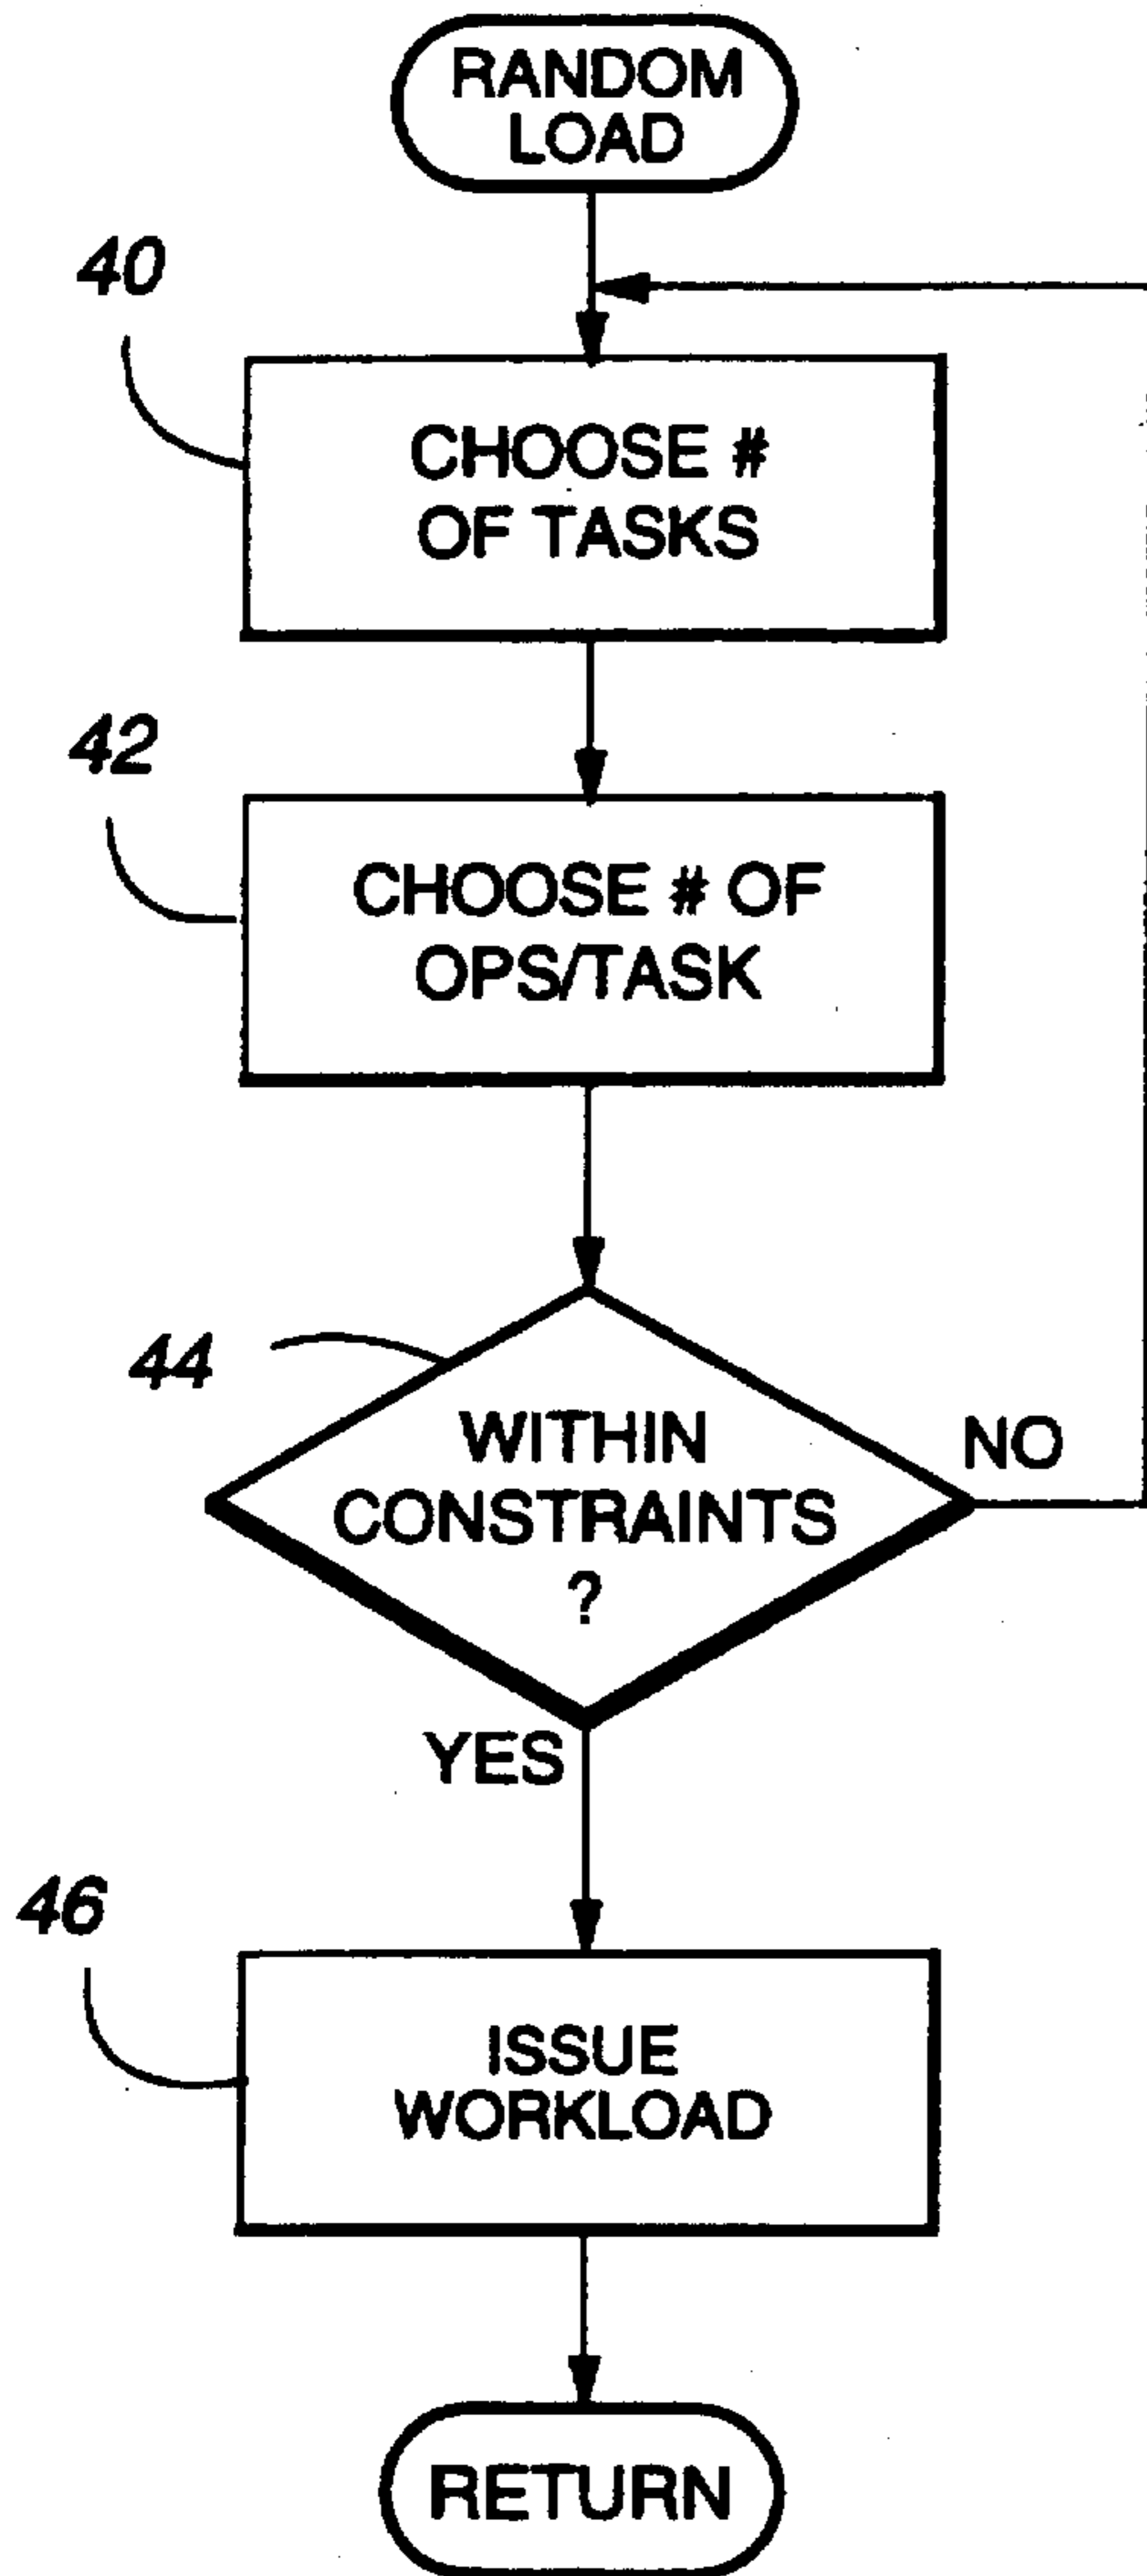 RANDOM
LOAD
40
CHOOSE #
OF TASKS
42
CHOOSE # OF
OPS/TASK
44
WITHIN
CONSTRAINTS
?
NO
YES
46
ISSUE
WORKLOAD
RETURN